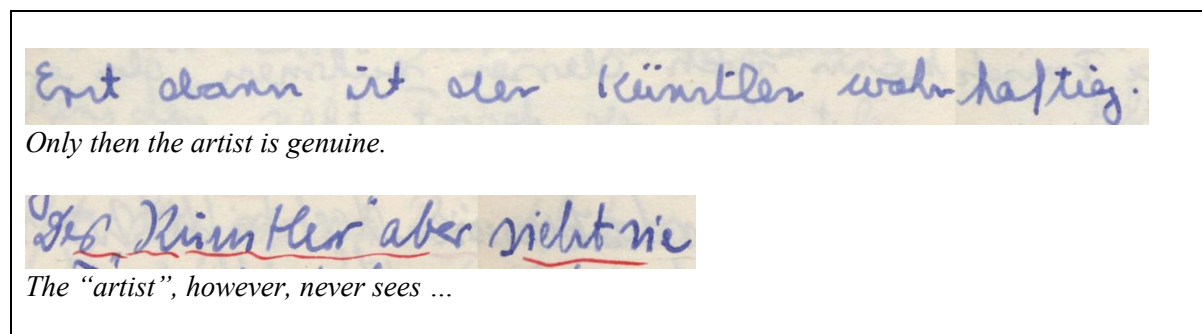 Erst dann ist der Künstler wahrhaftig.
Only then the artist is genuine.
Der „Künstler“ aber sieht nie
The “artist”, however, never sees …